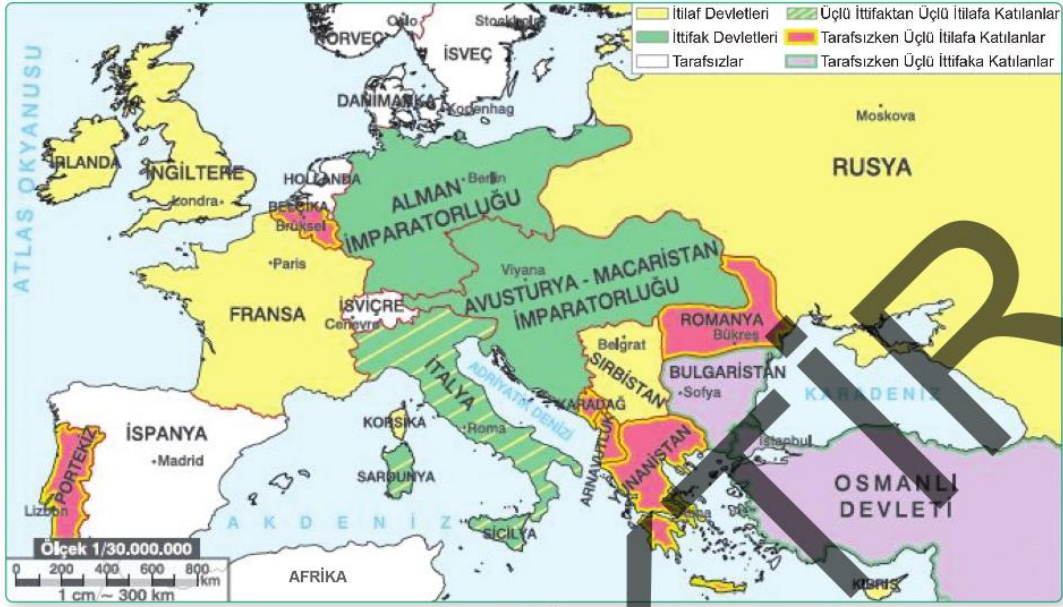 İtilaf Devletleri
İttifak Devletleri
Tarafsızlar
Üçlü İttifaktan Üçlü İtilafa Katılanlar
Tarafsızken Üçlü İtilafa Katılanlar
Tarafsızken Üçlü İttifaka Katılanlar
ATLAS OKYANUSU
NORVEÇ
Oslo
Stockholm
İSVEÇ
DANİMARKA
Kopenhag
Moskova
RUSYA
İRLANDA
İNGİLTERE
Londra
HOLLANDA
Berlin
ALMAN
İMPARATORLUĞU
BELÇİKA
Brüksel
Paris
FRANSA
Viyana
AVUSTURYA - MACARİSTAN
İMPARATORLUĞU
İSVİÇRE
Cenevre
ROMANYA
Bükreş
Belgrat
SIRBİSTAN
BULGARİSTAN
Sofya
KARADENİZ
İTALYA
ADRİYATİK DENİZİ
KARADAĞ
KORSİKA
Roma
ARNAVUTLUK
YUNANİSTAN
İstanbul
İSPANYA
Madrid
PORTEKİZ
Lizbon
SARDUNYA
OSMANLI
DEVLETİ
AKDENİZ
SİCİLYA
KIBRIS
AFRİKA
Ölçek 1/30.000.000
0 200 400 600 800 km
1 cm ~ 300 km